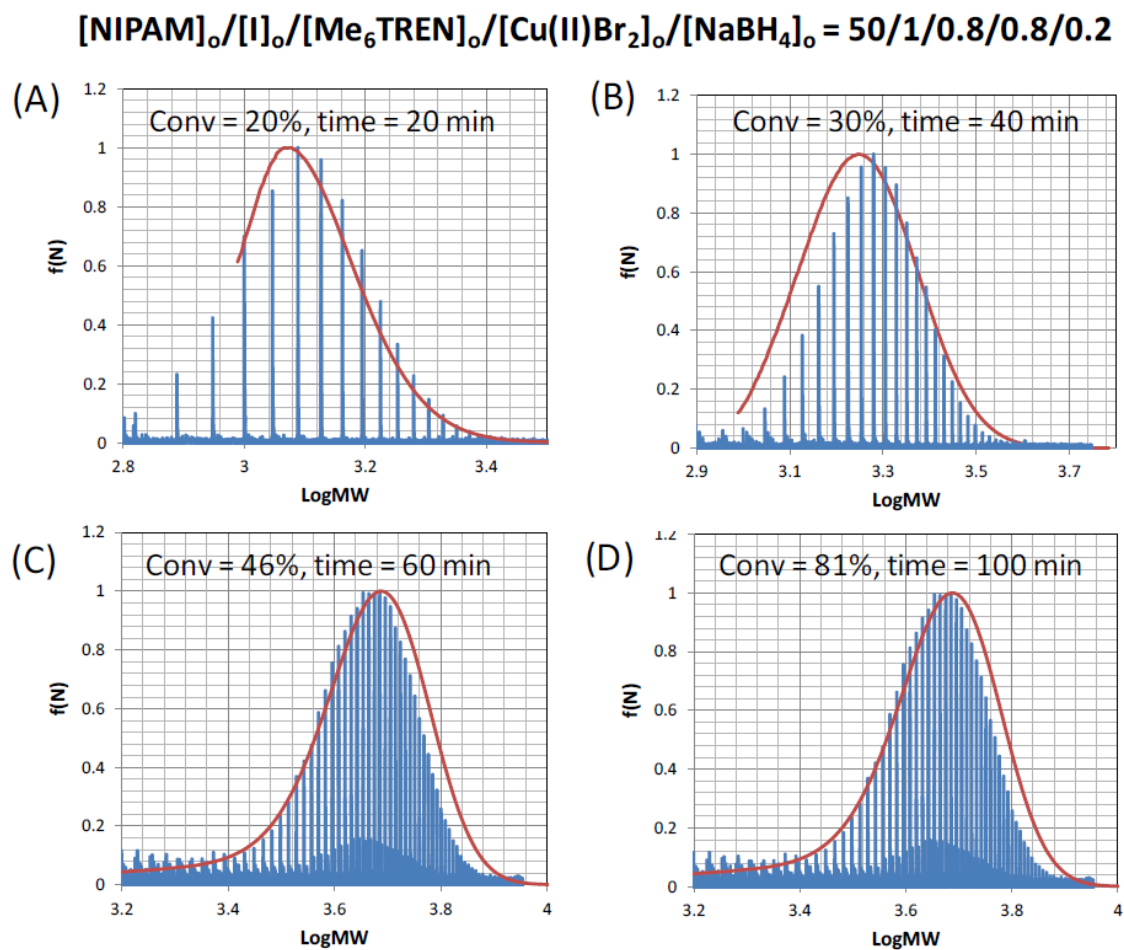 [NIPAM]o/[I]o/[Me6TREN]o/[Cu(II)Br2]o/[NaBH4]o = 50/1/0.8/0.8/0.2
(A)
Conv = 20%, time = 20 min
1.2
1
0.8
0.6
0.4
0.2
0
f(N)
2.8 3 3.2 3.4
LogMW
(B)
Conv = 30%, time = 40 min
1.2
1
0.8
0.6
0.4
0.2
0
f(N)
2.9 3.1 3.3 3.5 3.7
LogMW
(C)
Conv = 46%, time = 60 min
1.2
1
0.8
0.6
0.4
0.2
0
f(N)
3.2 3.4 3.6 3.8 4
LogMW
(D)
Conv = 81%, time = 100 min
1.2
1
0.8
0.6
0.4
0.2
0
f(N)
3.2 3.4 3.6 3.8 4
LogMW